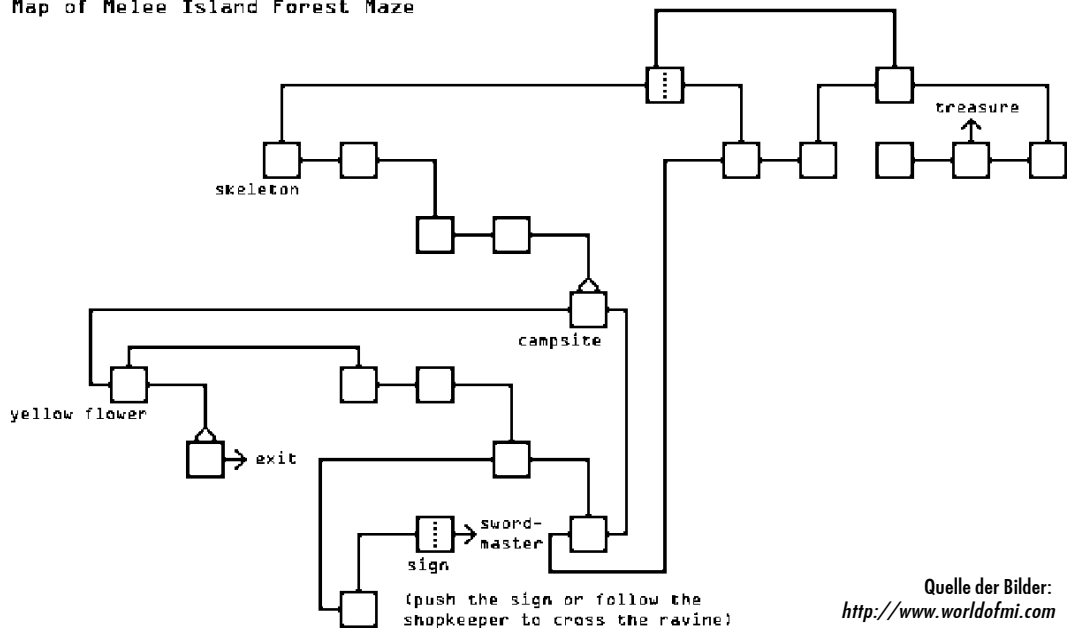 Map of Melee Island Forest Maze
treasure
skeleton
campsite
yellow flower
exit
sword-
master
sign
(push the sign or follow the
shopkeeper to cross the ravine)
Quelle der Bilder:
http://www.worldofmi.com